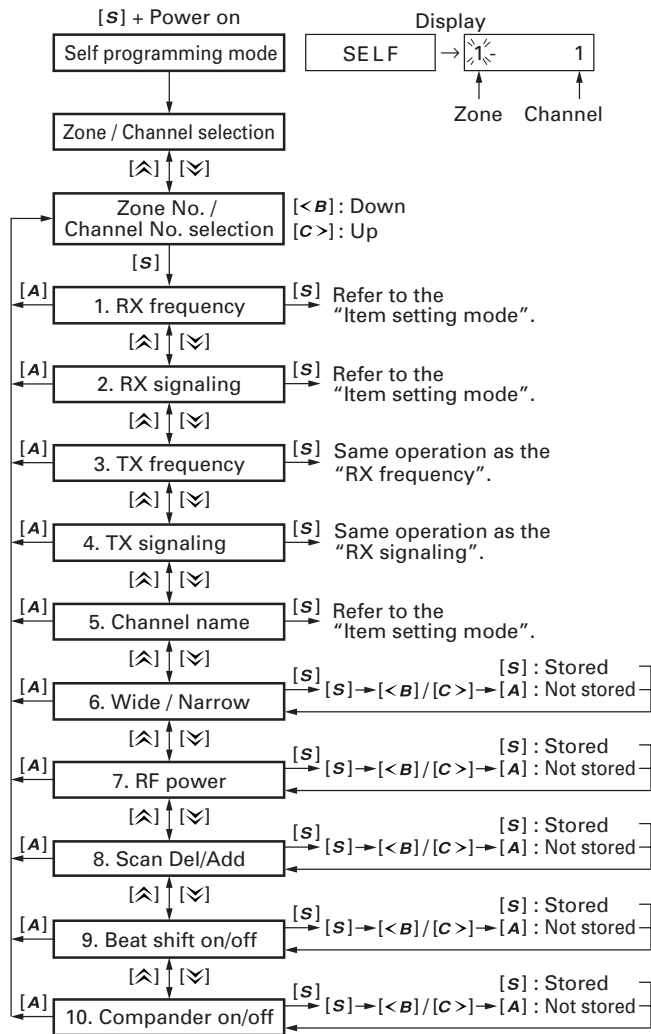 [S] + Power on
Self programming mode
Display
SELF → 1- 1
Zone Channel
Zone / Channel selection
[︽] [︾]
Zone No. /
Channel No. selection
[<B] : Down
[C>] : Up
[S]
[A] 1. RX frequency [S] Refer to the
"Item setting mode".
[︽] [︾]
[A] 2. RX signaling [S] Refer to the
"Item setting mode".
[︽] [︾]
[A] 3. TX frequency [S] Same operation as the
"RX frequency".
[︽] [︾]
[A] 4. TX signaling [S] Same operation as the
"RX signaling".
[︽] [︾]
[A] 5. Channel name [S] Refer to the
"Item setting mode".
[︽] [︾]
[S] : Stored
[A] 6. Wide / Narrow [S] [S]→[<B]/[C>]→[A] : Not stored
[︽] [︾]
[S] : Stored
[A] 7. RF power [S] [S]→[<B]/[C>]→[A] : Not stored
[︽] [︾]
[S] : Stored
[A] 8. Scan Del/Add [S] [S]→[<B]/[C>]→[A] : Not stored
[︽] [︾]
[S] : Stored
[A] 9. Beat shift on/off [S] [S]→[<B]/[C>]→[A] : Not stored
[︽] [︾]
[S] : Stored
[A] 10. Compander on/off [S] [S]→[<B]/[C>]→[A] : Not stored